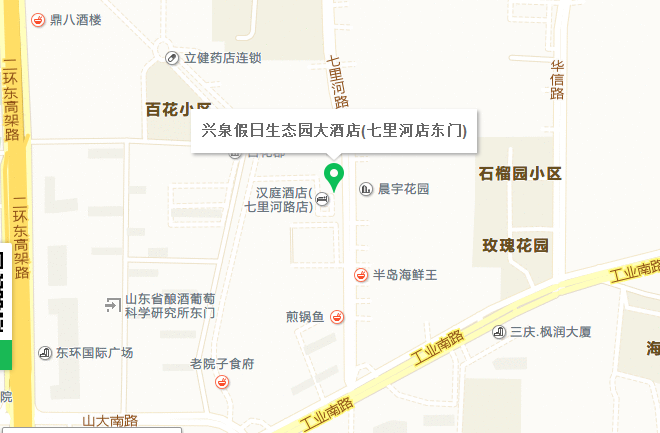 鼎八酒楼
立健药店连锁
七里河路
华信路
二环东高架路
百花小区
兴泉假日生态园大酒店(七里河店东门)
石榴园小区
汉庭酒店(
七里河路店)
晨宇花园
二环东高架路
玫瑰花园
半岛海鲜王
工业南路
山东省酿酒葡萄
科学研究所东门
煎锅鱼
三庆.枫润大厦
工业南路
海
东环国际广场
老院子食府
院
工业南路
山大南路